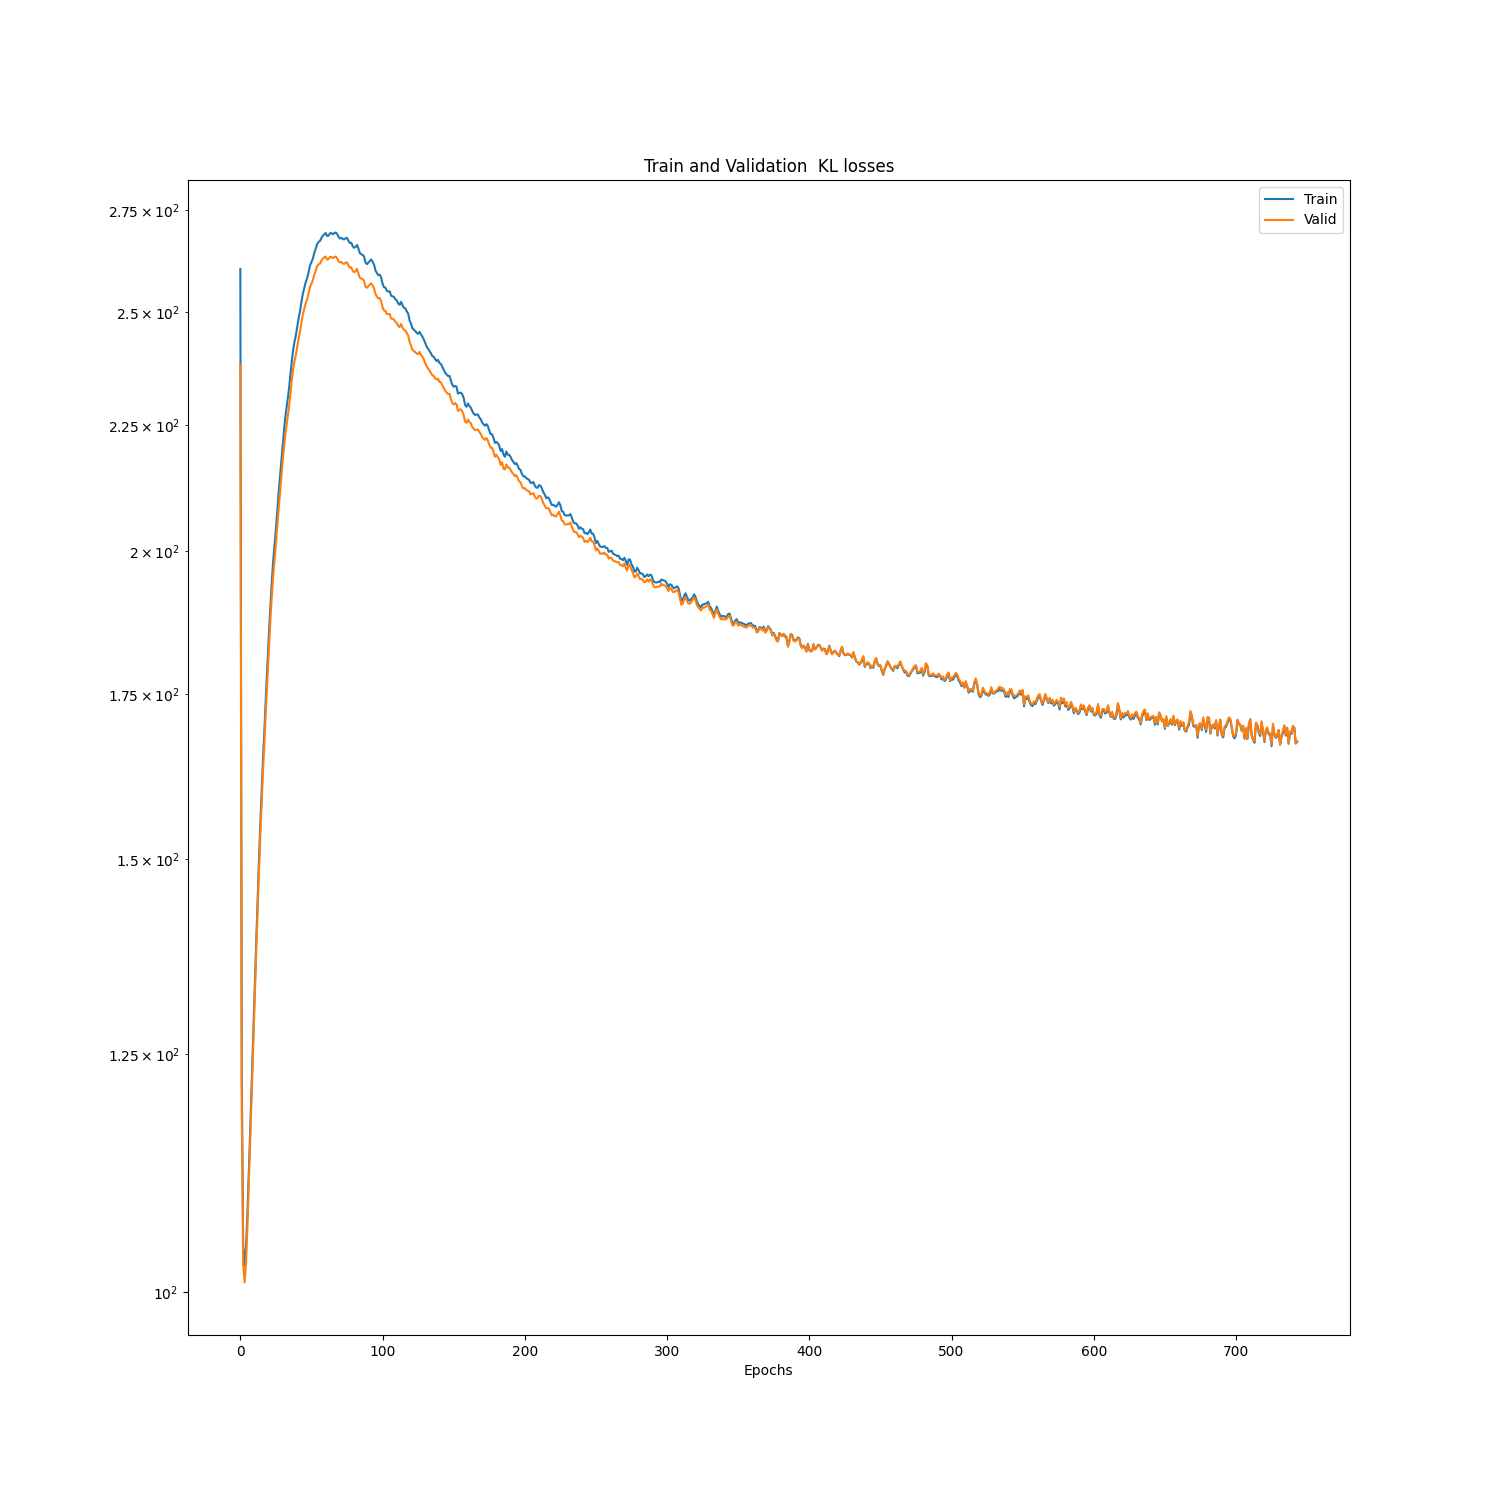 Train and Validation  KL losses
Train
Valid
2.75 × 10²
2.5 × 10²
2.25 × 10²
2 × 10²
1.75 × 10²
1.5 × 10²
1.25 × 10²
10²
0 100 200 300 400 500 600 700
Epochs